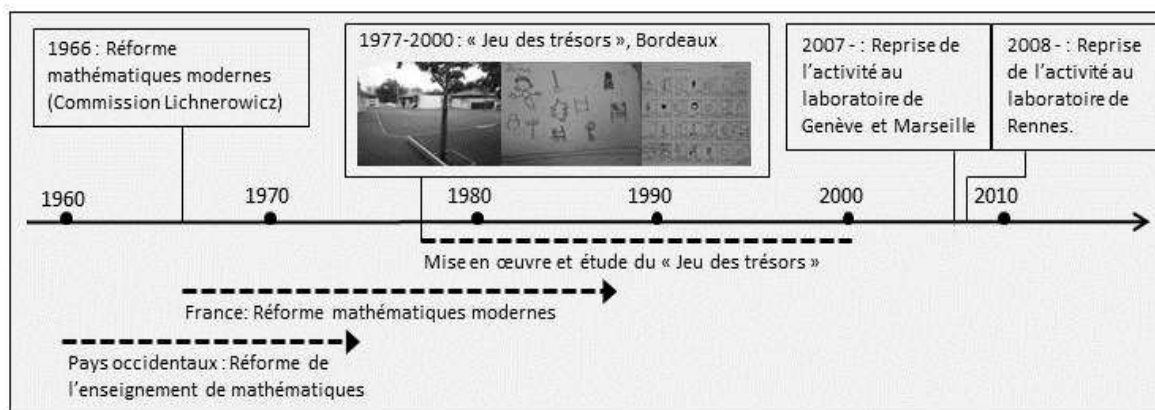 1966 : Réforme
mathématiques modernes
(Commission Lichnerowicz)
1977-2000 : « Jeu des trésors », Bordeaux
2007 - : Reprise de
l'activité au
laboratoire de
Genève et Marseille
2008 - : Reprise
de l'activité au
laboratoire de
Rennes.
1960
1970
1980
1990
2000
2010
Mise en œuvre et étude du « Jeu des trésors »
France: Réforme mathématiques modernes
Pays occidentaux : Réforme de
l'enseignement de mathématiques